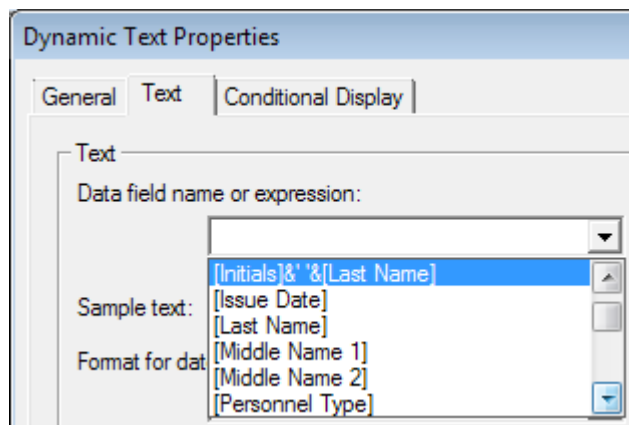 Dynamic Text Properties
General Text Conditional Display
Text
Data field name or expression:
[Initials]&' '&[Last Name]
[Issue Date]
Sample text:
[Last Name]
[Middle Name 1]
Format for dat
[Middle Name 2]
[Personnel Type]